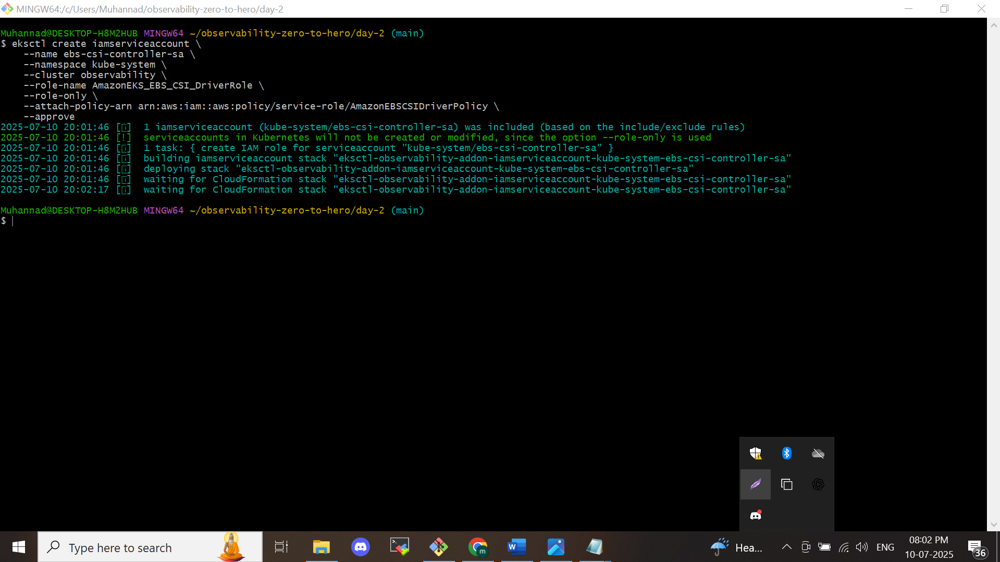 MINGW64:/c/Users/Muhannad/observability-zero-to-hero/day-2
Muhannad@DESKTOP-H8M2HUB MINGW64 ~/observability-zero-to-hero/day-2 (main)
$ eksctl create iamserviceaccount \
    --name ebs-csi-controller-sa \
    --namespace kube-system \
    --cluster observability \
    --role-name AmazonEKS_EBS_CSI_DriverRole \
    --role-only \
    --attach-policy-arn arn:aws:iam::aws:policy/service-role/AmazonEBSCSIDriverPolicy \
    --approve
2025-07-10 20:01:46 [i]  1 iamserviceaccount (kube-system/ebs-csi-controller-sa) was included (based on the include/exclude rules)
2025-07-10 20:01:46 [!]  serviceaccounts in Kubernetes will not be created or modified, since the option --role-only is used
2025-07-10 20:01:46 [i]  1 task: { create IAM role for serviceaccount "kube-system/ebs-csi-controller-sa" }
2025-07-10 20:01:46 [i]  building iamserviceaccount stack "eksctl-observability-addon-iamserviceaccount-kube-system-ebs-csi-controller-sa"
2025-07-10 20:01:46 [i]  deploying stack "eksctl-observability-addon-iamserviceaccount-kube-system-ebs-csi-controller-sa"
2025-07-10 20:01:46 [i]  waiting for CloudFormation stack "eksctl-observability-addon-iamserviceaccount-kube-system-ebs-csi-controller-sa"
2025-07-10 20:02:17 [i]  waiting for CloudFormation stack "eksctl-observability-addon-iamserviceaccount-kube-system-ebs-csi-controller-sa"
Muhannad@DESKTOP-H8M2HUB MINGW64 ~/observability-zero-to-hero/day-2 (main)
$
Type here to search
m
W
Hea...
ENG
08:02 PM
10-07-2025
36